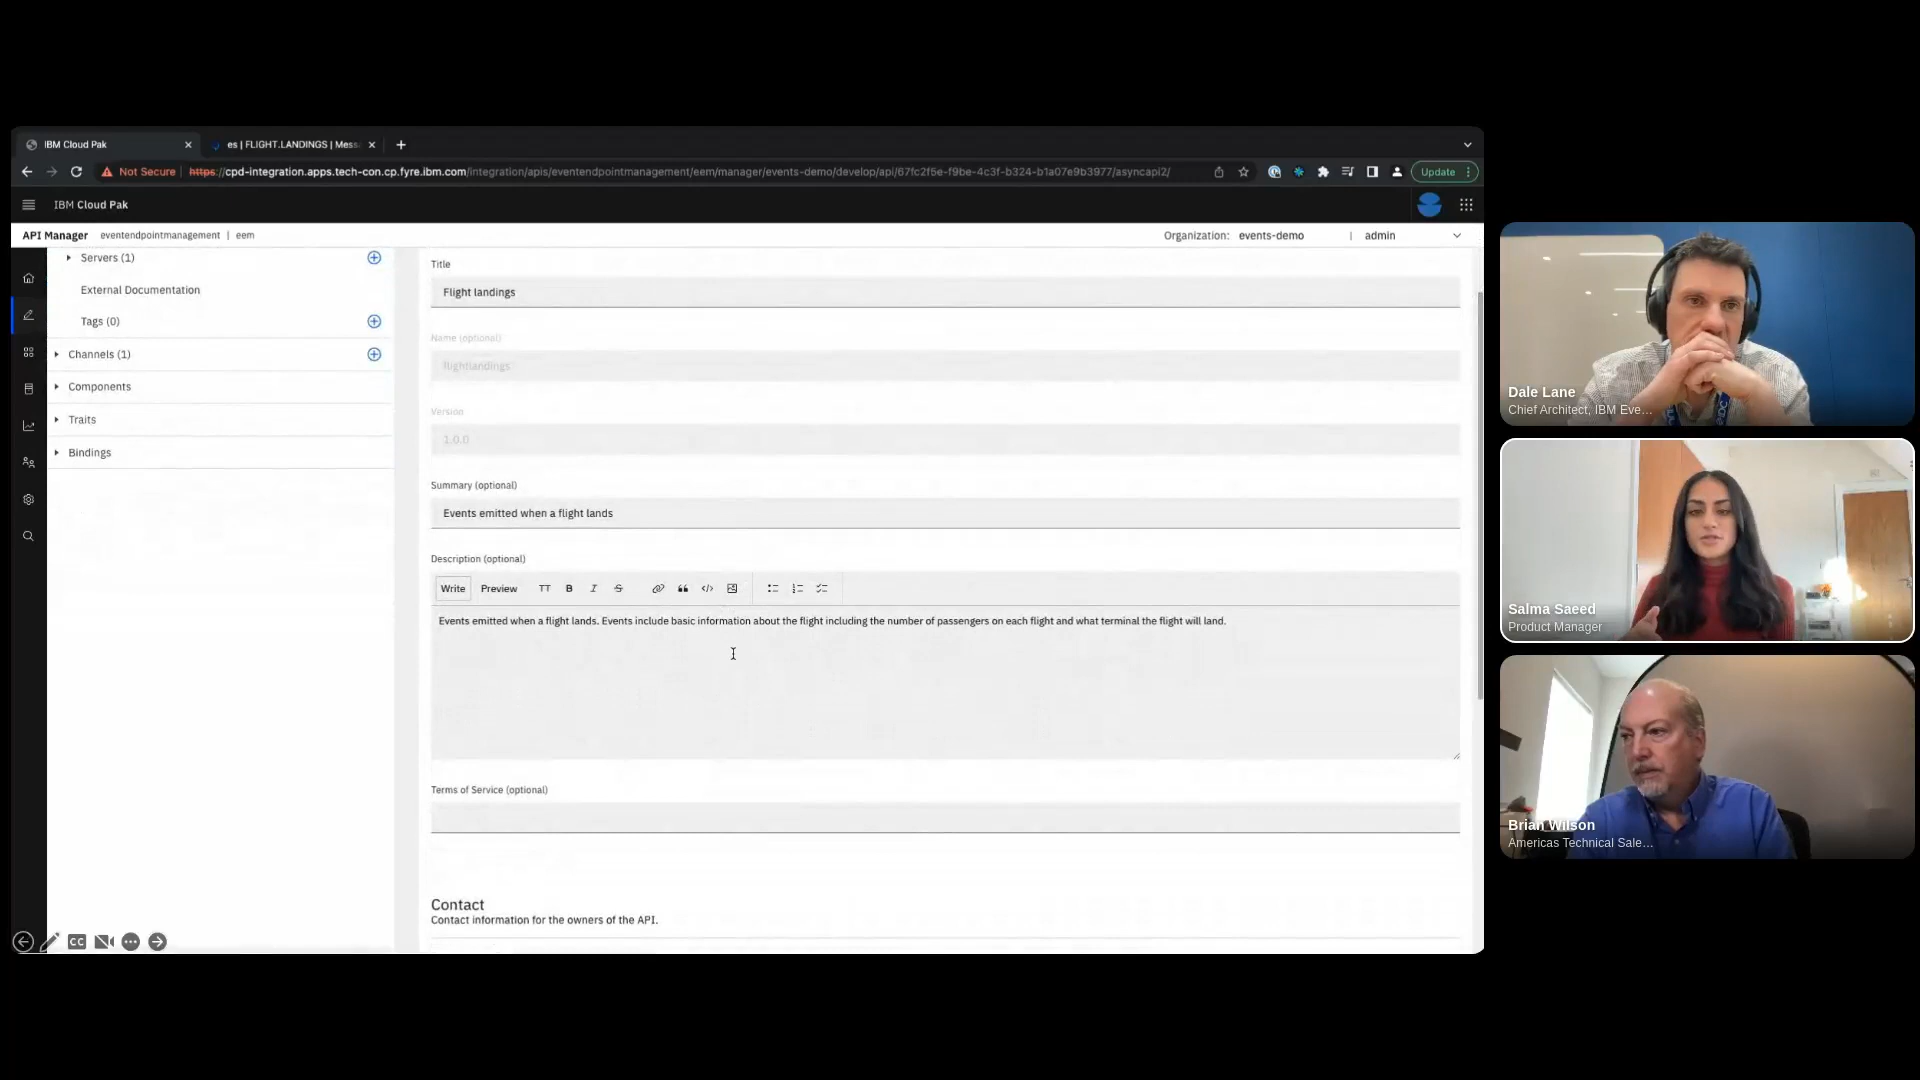 IBM Cloud Pak
es | FLIGHT.LANDINGS | Mess
Not Secure
https://cpd-integration.apps.tech-con.cp.fyre.ibm.com/integration/apis/eventendpointmanagement/eem/manager/events-demo/develop/api/67fc2f5e-f9be-4c3f-b324-b1a07e9b3977/asyncapi2/
Update
IBM Cloud Pak
API Manager eventendpointmanagement | eem
Organization: events-demo | admin
Servers (1)
External Documentation
Tags (0)
Channels (1)
Components
Traits
Bindings
Title
Flight landings
Name (optional)
flightlandings
Version
1.0.0
Summary (optional)
Events emitted when a flight lands
Description (optional)
Write Preview TT B I S
Events emitted when a flight lands. Events include basic information about the flight including the number of passengers on each flight and what terminal the flight will land.
Terms of Service (optional)
Contact
Contact information for the owners of the API.
CC
Dale Lane
Chief Architect, IBM Eve...
Salma Saeed
Product Manager
Brian Wilson
Americas Technical Sale...